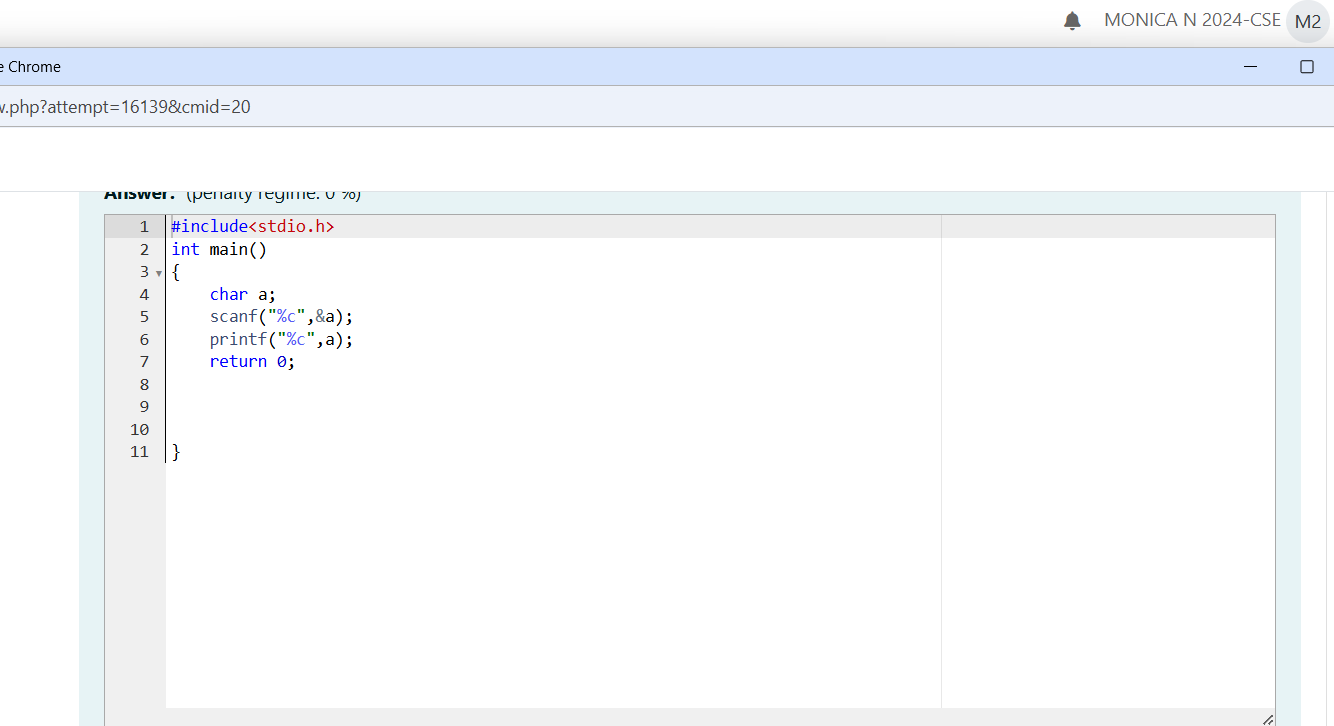 MONICA N 2024-CSE M2
e Chrome
w.php?attempt=16139&cmid=20
Answer: (penalty regime: 0 %)
1 #include<stdio.h>
2 int main()
3 {
4 char a;
5 scanf("%c",&a);
6 printf("%c",a);
7 return 0;
8
9
10
11 }